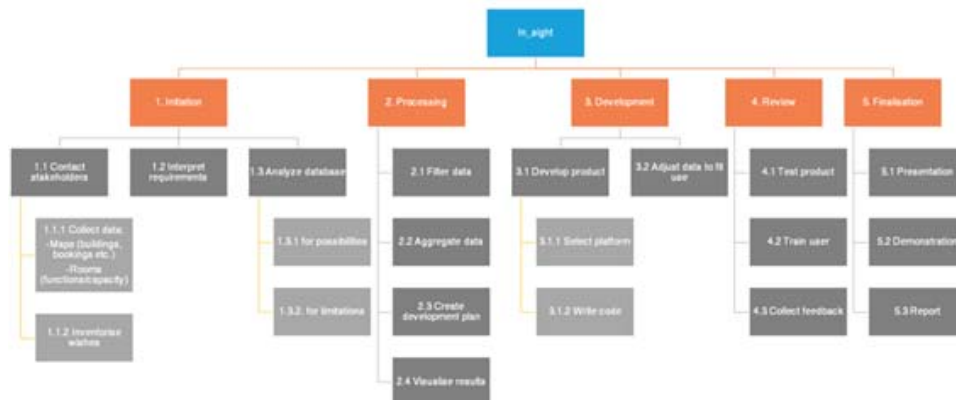 In_sight
1. Initiation
2. Processing
3. Development
4. Review
5. Finalisation
1.1 Contact
stakeholders
1.2 Interpret
requirements
1.3 Analyze database
2.1 Filter data
3.1 Develop product
3.2 Adjust data to fit
use
4.1 Test product
5.1 Presentation
1.1.1 Collect data:
-Maps (buildings,
bookings etc.)
-Rooms
(functions/capacity)
1.3.1 for possibilities
2.2 Aggregate data
3.1.1 Select platform
4.2 Train user
5.2 Demonstration
1.1.2 Inventorise
wishes
1.3.2. for limitations
2.3 Create
development plan
3.1.2 Write code
4.3 Collect feedback
5.3 Report
2.4 Visualise results